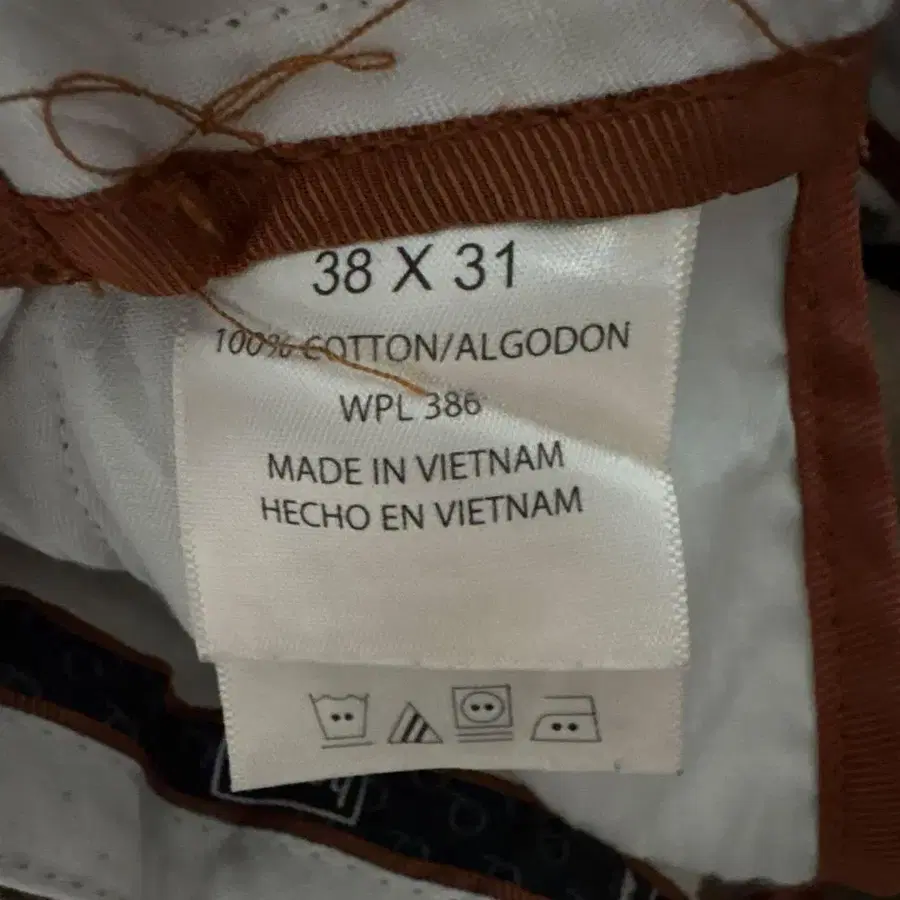 38 X 31
100% COTTON/ALGODON
WPL 386
MADE IN VIETNAM
HECHO EN VIETNAM